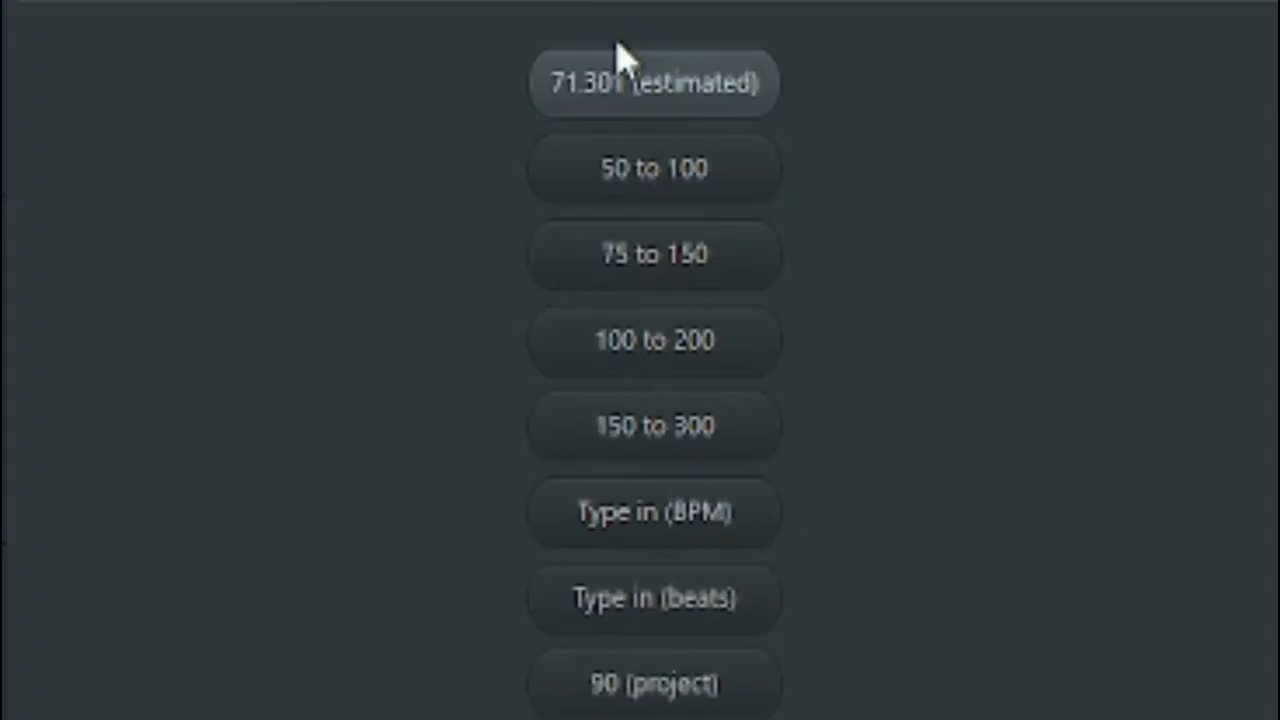 71.301 (estimated)
50 to 100
75 to 150
100 to 200
150 to 300
Type in (BPM)
Type in (beats)
90 (project)